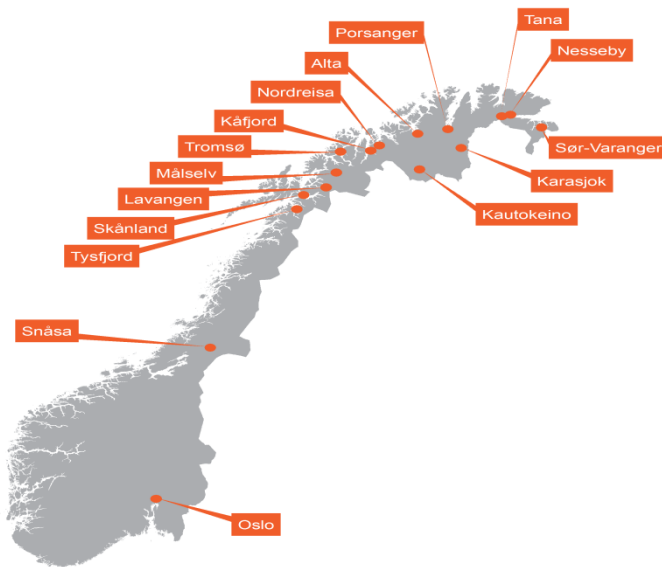 Tana
Porsanger
Nesseby
Alta
Nordreisa
Kåfjord
Tromsø
Sør-Varanger
Målselv
Karasjok
Lavangen
Kautokeino
Skånland
Tysfjord
Snåsa
Oslo